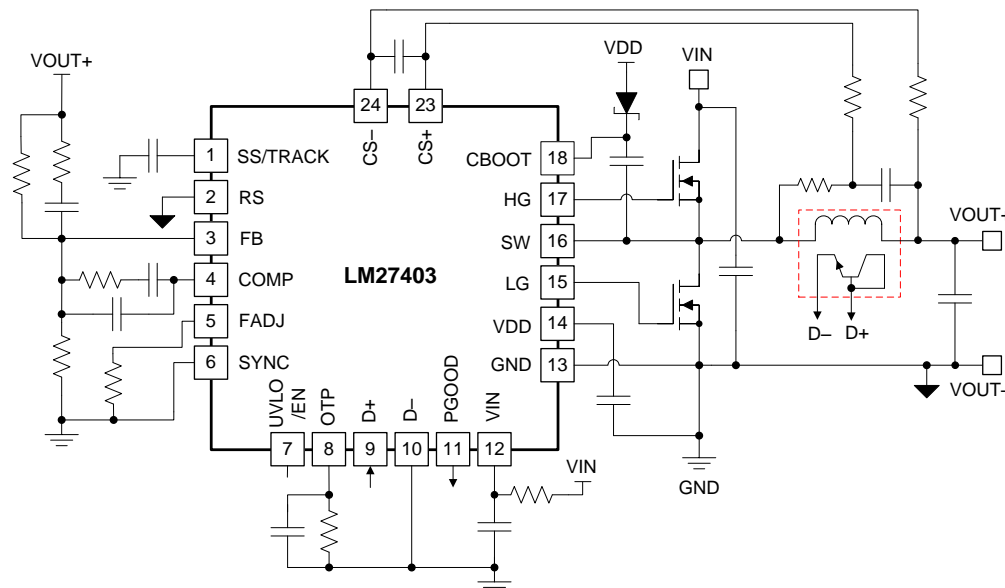 VOUT+
VDD
VIN
24
23
CS–
CS+
1
SS/TRACK
2
RS
3
FB
4
COMP
5
FADJ
6
SYNC
LM27403
CBOOT
18
HG
17
SW
16
LG
15
VDD
14
GND
13
UVLO
/EN
OTP
D+
D–
PGOOD
VIN
7
8
9
10
11
12
VIN
GND
D–
D+
VOUT+
VOUT–